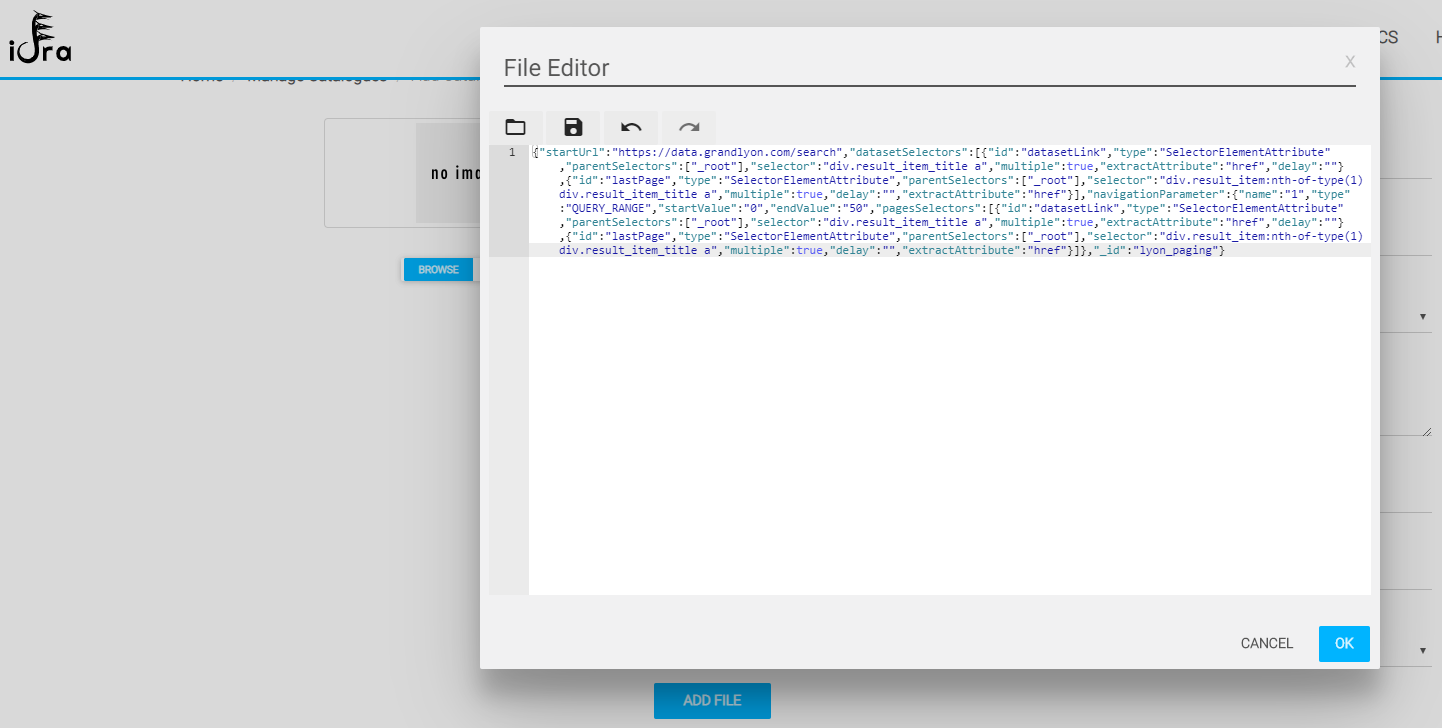 idra
CS
H
Home / Manage Catalogues /
File Editor
X
no ima
BROWSE
1
{"startUrl":"https://data.grandlyon.com/search","datasetSelectors":[{"id":"datasetLink","type":"SelectorElementAttribute"
,"parentSelectors":["_root"],"selector":"div.result_item_title a","multiple":true,"extractAttribute":"href","delay":""}
,{"id":"lastPage","type":"SelectorElementAttribute","parentSelectors":["_root"],"selector":"div.result_item:nth-of-type(1)
div.result_item_title a","multiple":true,"delay":"","extractAttribute":"href"}],"navigationParameter":{"name":"1","type"
:"QUERY_RANGE","startValue":"0","endValue":"50","pagesSelectors":[{"id":"datasetLink","type":"SelectorElementAttribute"
,"parentSelectors":["_root"],"selector":"div.result_item_title a","multiple":true,"extractAttribute":"href","delay":""}
,{"id":"lastPage","type":"SelectorElementAttribute","parentSelectors":["_root"],"selector":"div.result_item:nth-of-type(1)
div.result_item_title a","multiple":true,"delay":"","extractAttribute":"href"}]},"_id":"lyon_paging"}
CANCEL
OK
ADD FILE